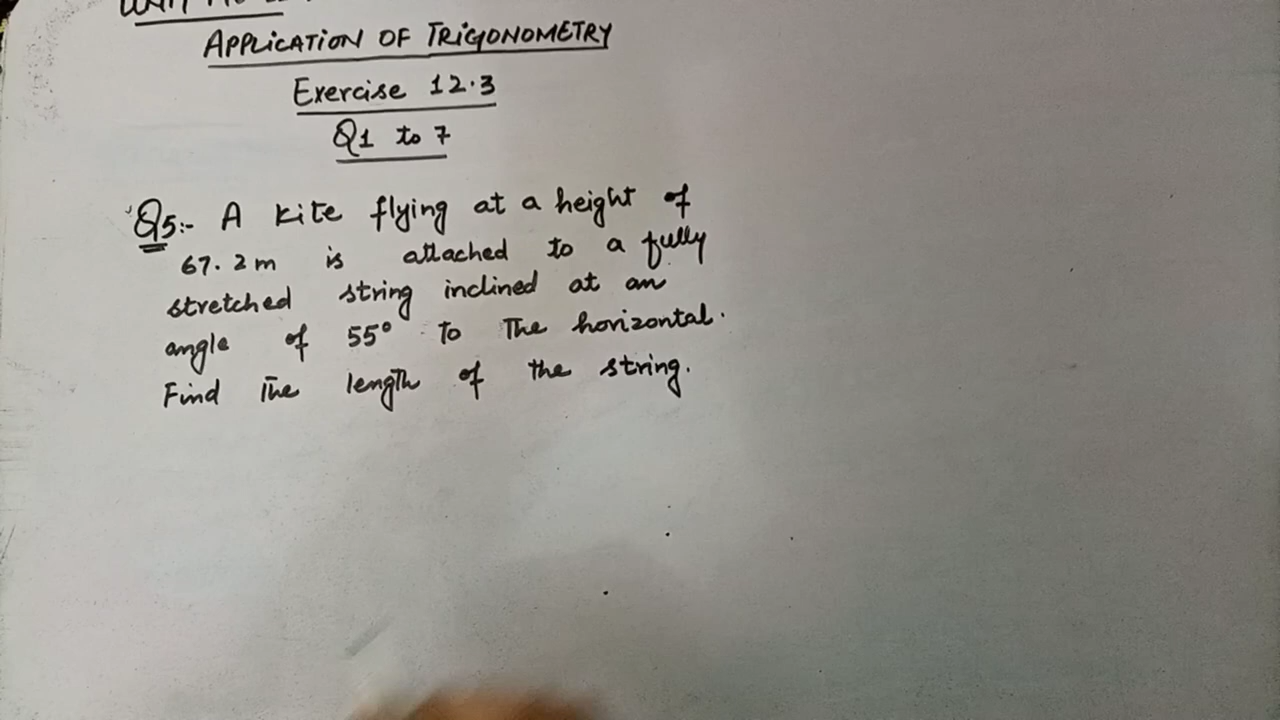 APPLICATION OF TRIGONOMETRY
Exercise 12.3
Q1 to 7
Q5:- A kite flying at a height of
67.2m is attached to a fully
stretched string inclined at an
angle of 55° to The horizontal.
Find The length of the string.